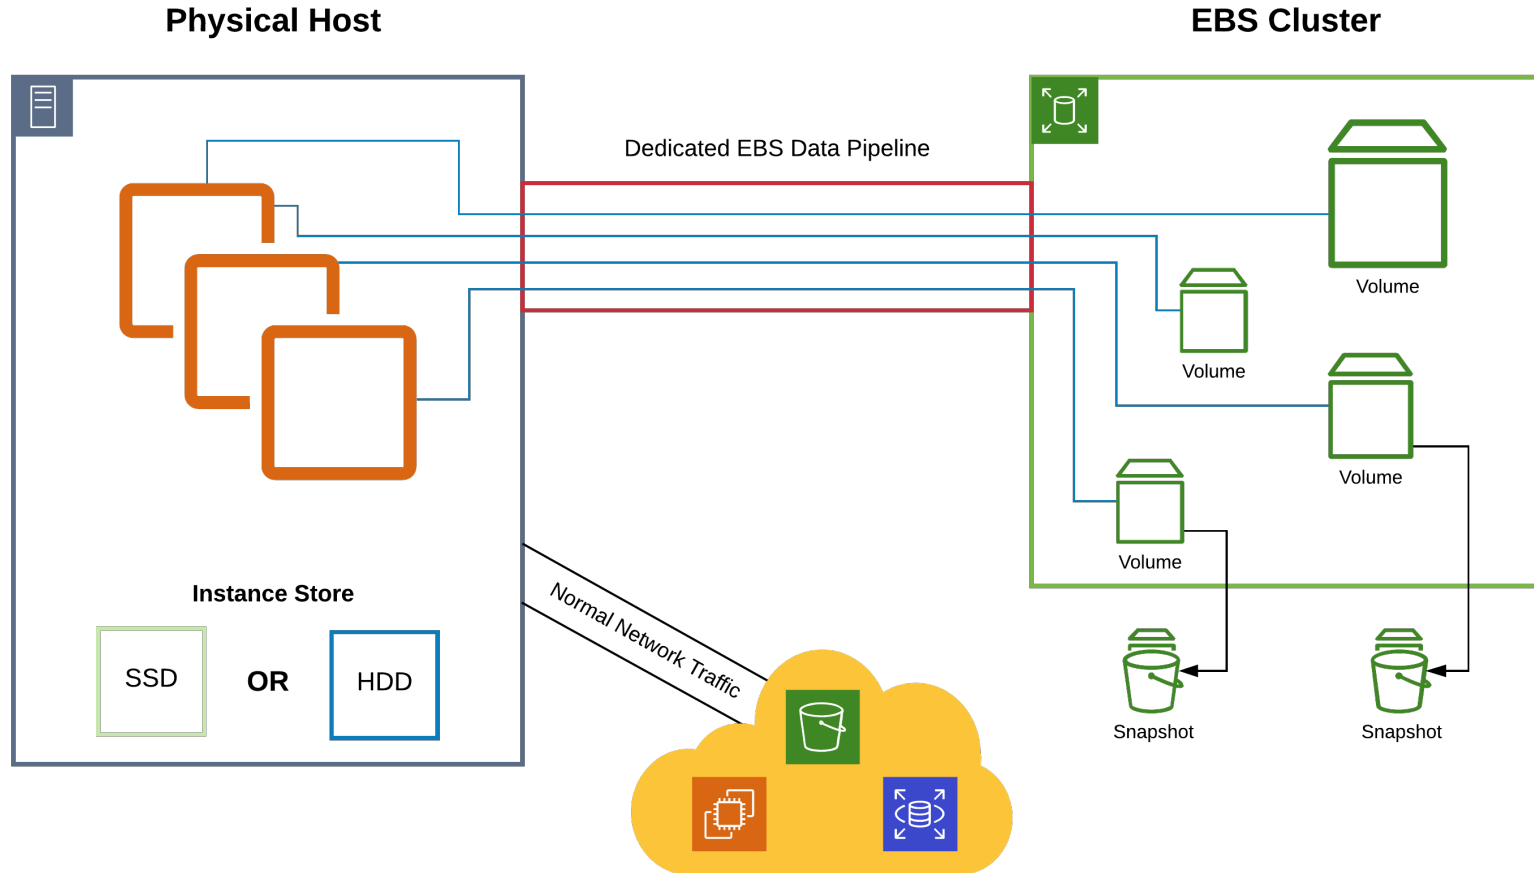 Physical Host
EBS Cluster
Dedicated EBS Data Pipeline
Volume
Volume
Volume
Volume
Instance Store
SSD
OR
HDD
Normal Network Traffic
Snapshot
Snapshot